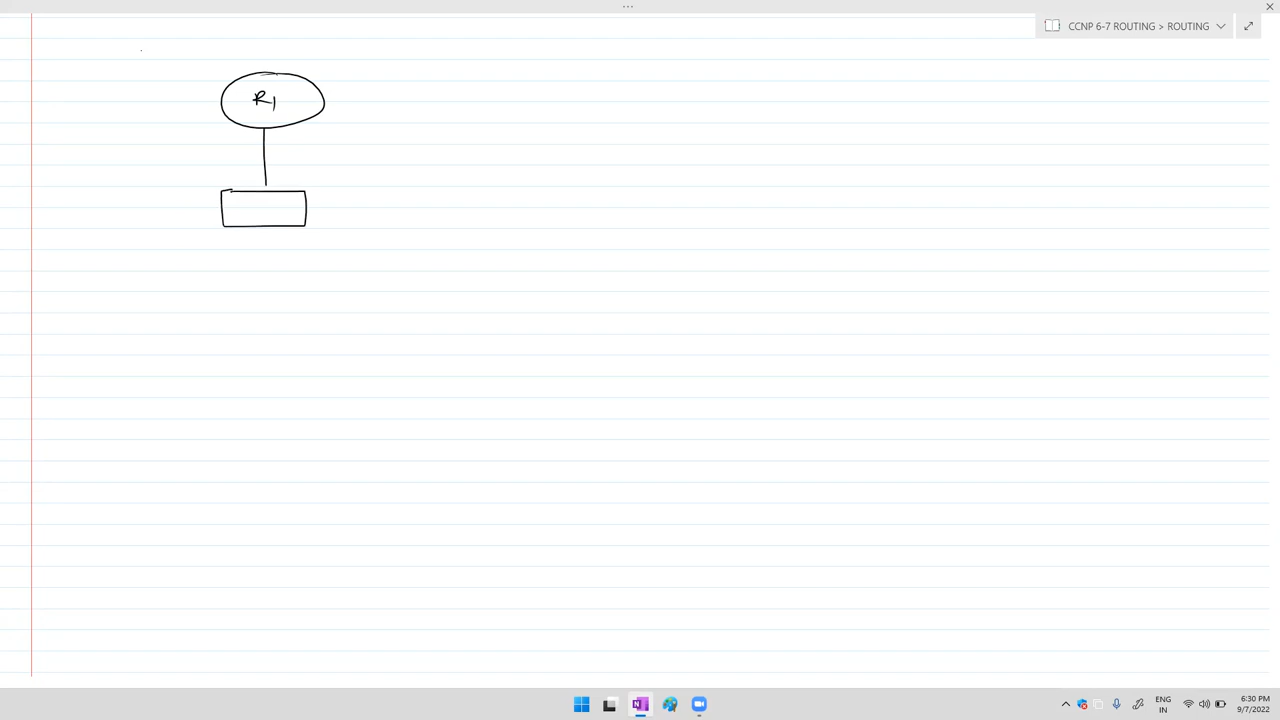 CCNP 6-7 ROUTING > ROUTING
R1
ENG
IN
6:30 PM
9/7/2022